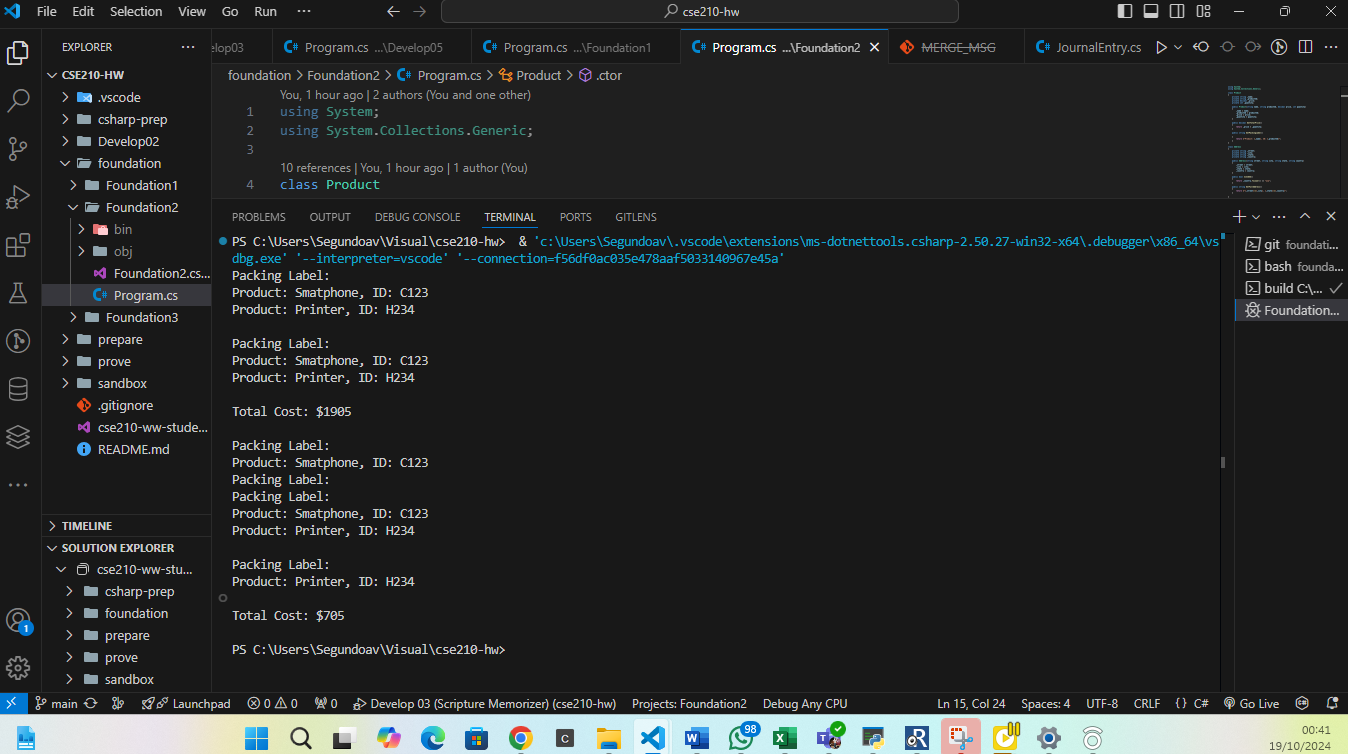 File Edit Selection View Go Run ···
cse210-hw
EXPLORER
elop03
Program.cs ...\Develop05
Program.cs ...\Foundation1
Program.cs ...\Foundation2
MERGE_MSG
JournalEntry.cs
foundation > Foundation2 > Program.cs > Product > .ctor
CSE210-HW
.vscode
csharp-prep
Develop02
foundation
Foundation1
Foundation2
bin
obj
Foundation2.cs...
Program.cs
Foundation3
prepare
prove
sandbox
.gitignore
cse210-ww-stude...
README.md
TIMELINE
SOLUTION EXPLORER
cse210-ww-stu...
csharp-prep
foundation
prepare
prove
sandbox
You, 1 hour ago | 2 authors (You and one other)
1 using System;
2 using System.Collections.Generic;
3
10 references | You, 1 hour ago | 1 author (You)
4 class Product
PROBLEMS OUTPUT DEBUG CONSOLE TERMINAL PORTS GITLENS
PS C:\Users\Segundoav\Visual\cse210-hw> & 'c:\Users\Segundoav\.vscode\extensions\ms-dotnettools.csharp-2.50.27-win32-x64\.debugger\x86_64\vs
dbg.exe' '--interpreter=vscode' '--connection=f56df0ac035e478aaf5033140967e45a'
Packing Label:
Product: Smatphone, ID: C123
Product: Printer, ID: H234
Packing Label:
Product: Smatphone, ID: C123
Product: Printer, ID: H234
Total Cost: $1905
Packing Label:
Product: Smatphone, ID: C123
Packing Label:
Packing Label:
Product: Smatphone, ID: C123
Product: Printer, ID: H234
Packing Label:
Product: Printer, ID: H234
Total Cost: $705
PS C:\Users\Segundoav\Visual\cse210-hw>
git foundati...
bash founda...
build C:\...
Foundation...
1
main
Launchpad
0 0
0
Develop 03 (Scripture Memorizer) (cse210-hw)
Projects: Foundation2
Debug Any CPU
Ln 15, Col 24
Spaces: 4
UTF-8
CRLF
{} C#
Go Live
98
00:41
19/10/2024